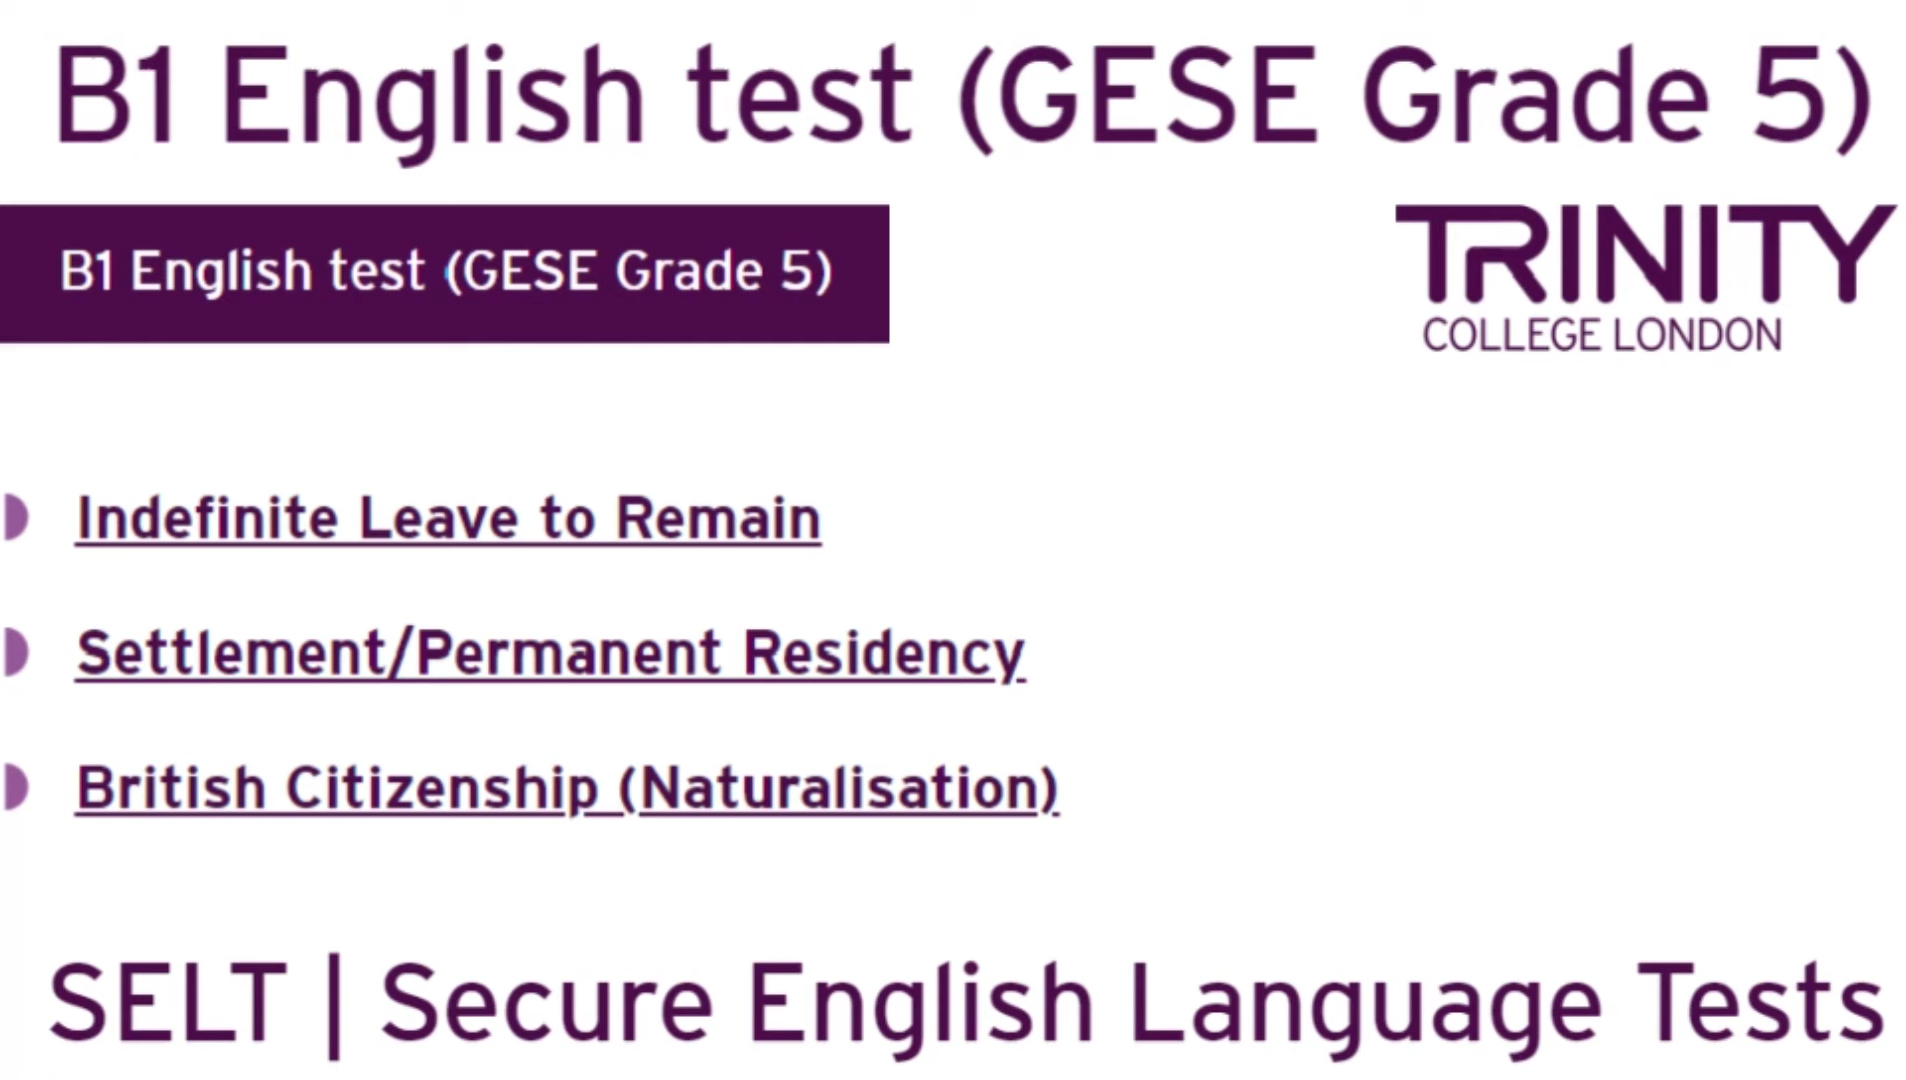 B1 English test (GESE Grade 5)
B1 English test (GESE Grade 5)
TRINITY
COLLEGE LONDON
Indefinite Leave to Remain
Settlement/Permanent Residency
British Citizenship (Naturalisation)
SELT | Secure English Language Tests